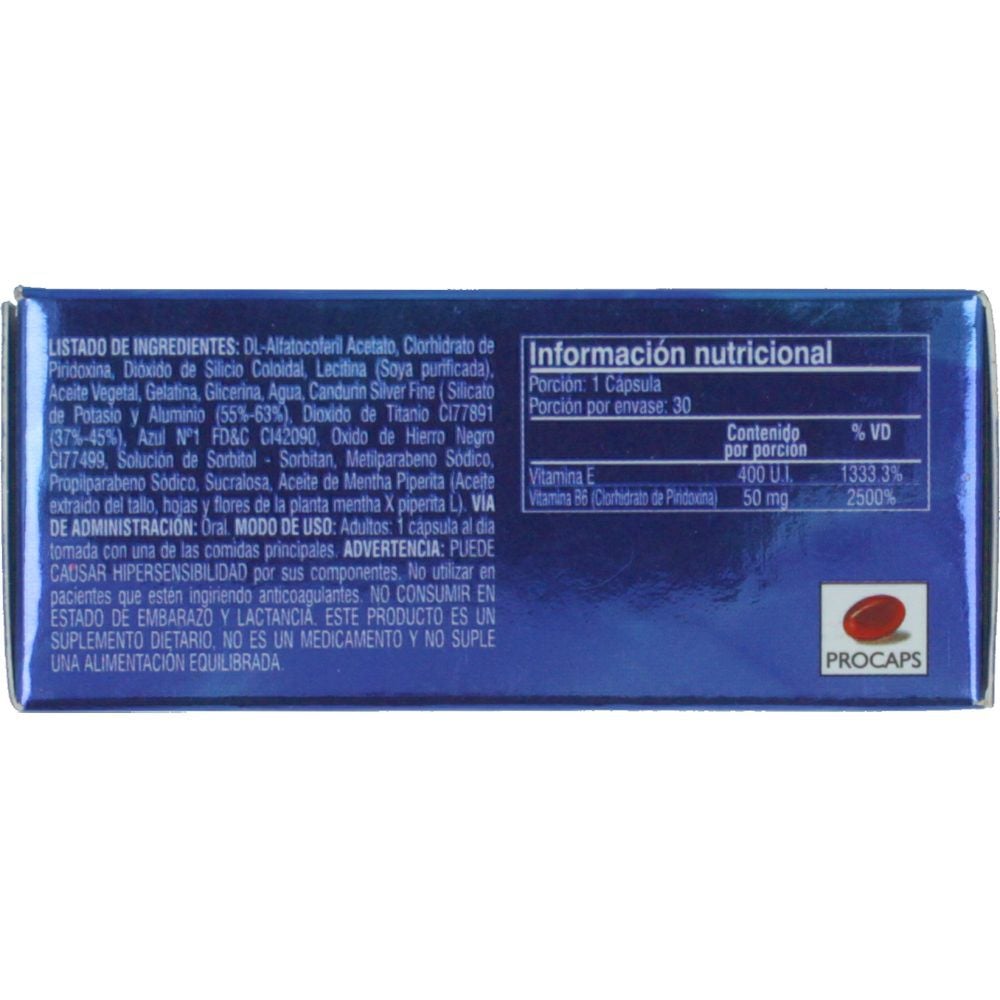 LISTADO DE INGREDIENTES: DL-Alfatocoferil Acetato, Clorhidrato de
Piridoxina, Dióxido de Silicio Coloidal, Lecitina (Soya purificada),
Aceite Vegetal, Gelatina, Glicerina, Agua, Candurin Silver Fine ( Silicato
de Potasio y Aluminio (55%-63%), Dioxido de Titanio CI77891
(37%-45%), Azul Nº1 FD&C CI42090, Oxido de Hierro Negro
CI77499, Solución de Sorbitol - Sorbitan, Metilparabeno Sódico,
Propilparabeno Sódico, Sucralosa, Aceite de Mentha Piperita (Aceite
extraido del tallo, hojas y flores de la planta mentha X piperita L). VÍA
DE ADMINISTRACIÓN: Oral. MODO DE USO: Adultos: 1 cápsula al día
tomada con una de las comidas principales. ADVERTENCIA: PUEDE
CAUSAR HIPERSENSIBILIDAD por sus componentes. No utilizar en
pacientes que estén ingiriendo anticoagulantes. NO CONSUMIR EN
ESTADO DE EMBARAZO Y LACTANCIA. ESTE PRODUCTO ES UN
SUPLEMENTO DIETARIO. NO ES UN MEDICAMENTO Y NO SUPLE
UNA ALIMENTACIÓN EQUILIBRADA.
Información nutricional
Porción: 1 Cápsula
Porción por envase: 30
Contenido % VD
por porción
Vitamina E 400 U.I. 1333.3%
Vitamina B6 (Clorhidrato de Piridoxina) 50 mg 2500%
PROCAPS